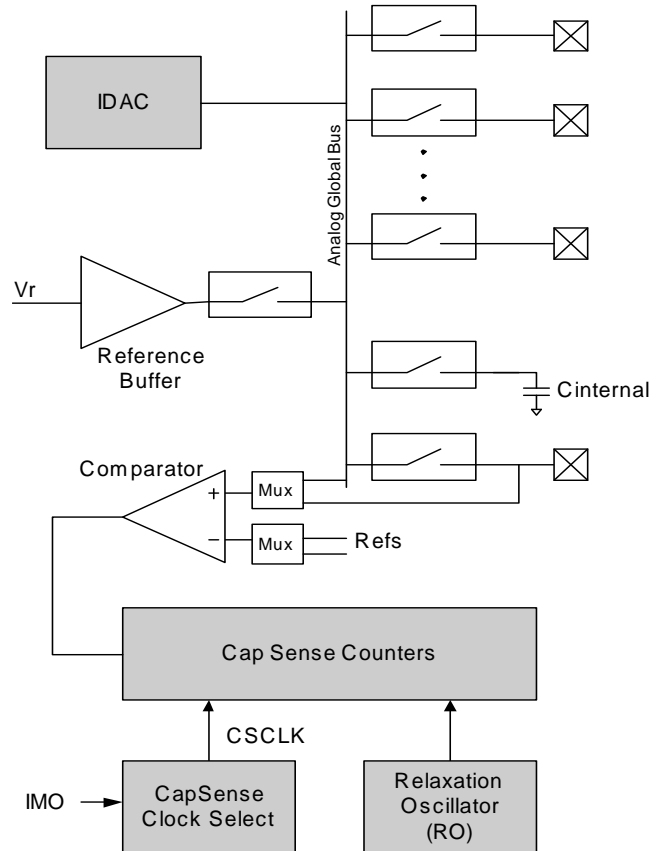 IDAC
Analog Global Bus
Vr
Reference
Buffer
Cinternal
Comparator
+
Mux
−
Mux
Refs
Cap Sense Counters
CSCLK
IMO
CapSense
Clock Select
Relaxation
Oscillator
(RO)